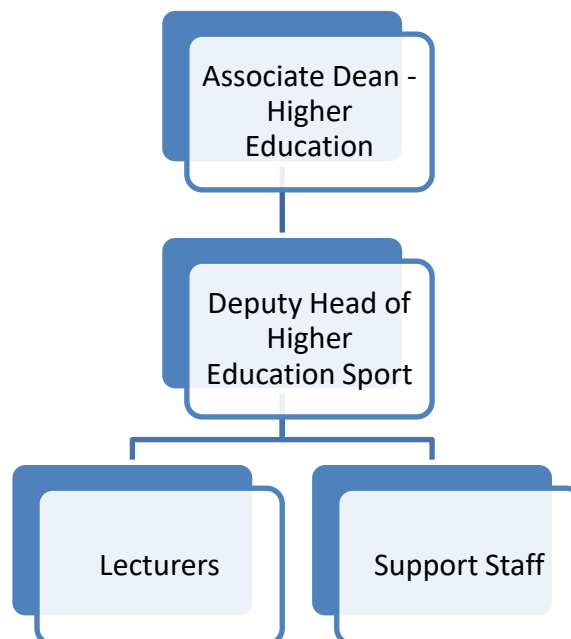 Associate Dean -
Higher
Education
Deputy Head of
Higher
Education Sport
Lecturers
Support Staff